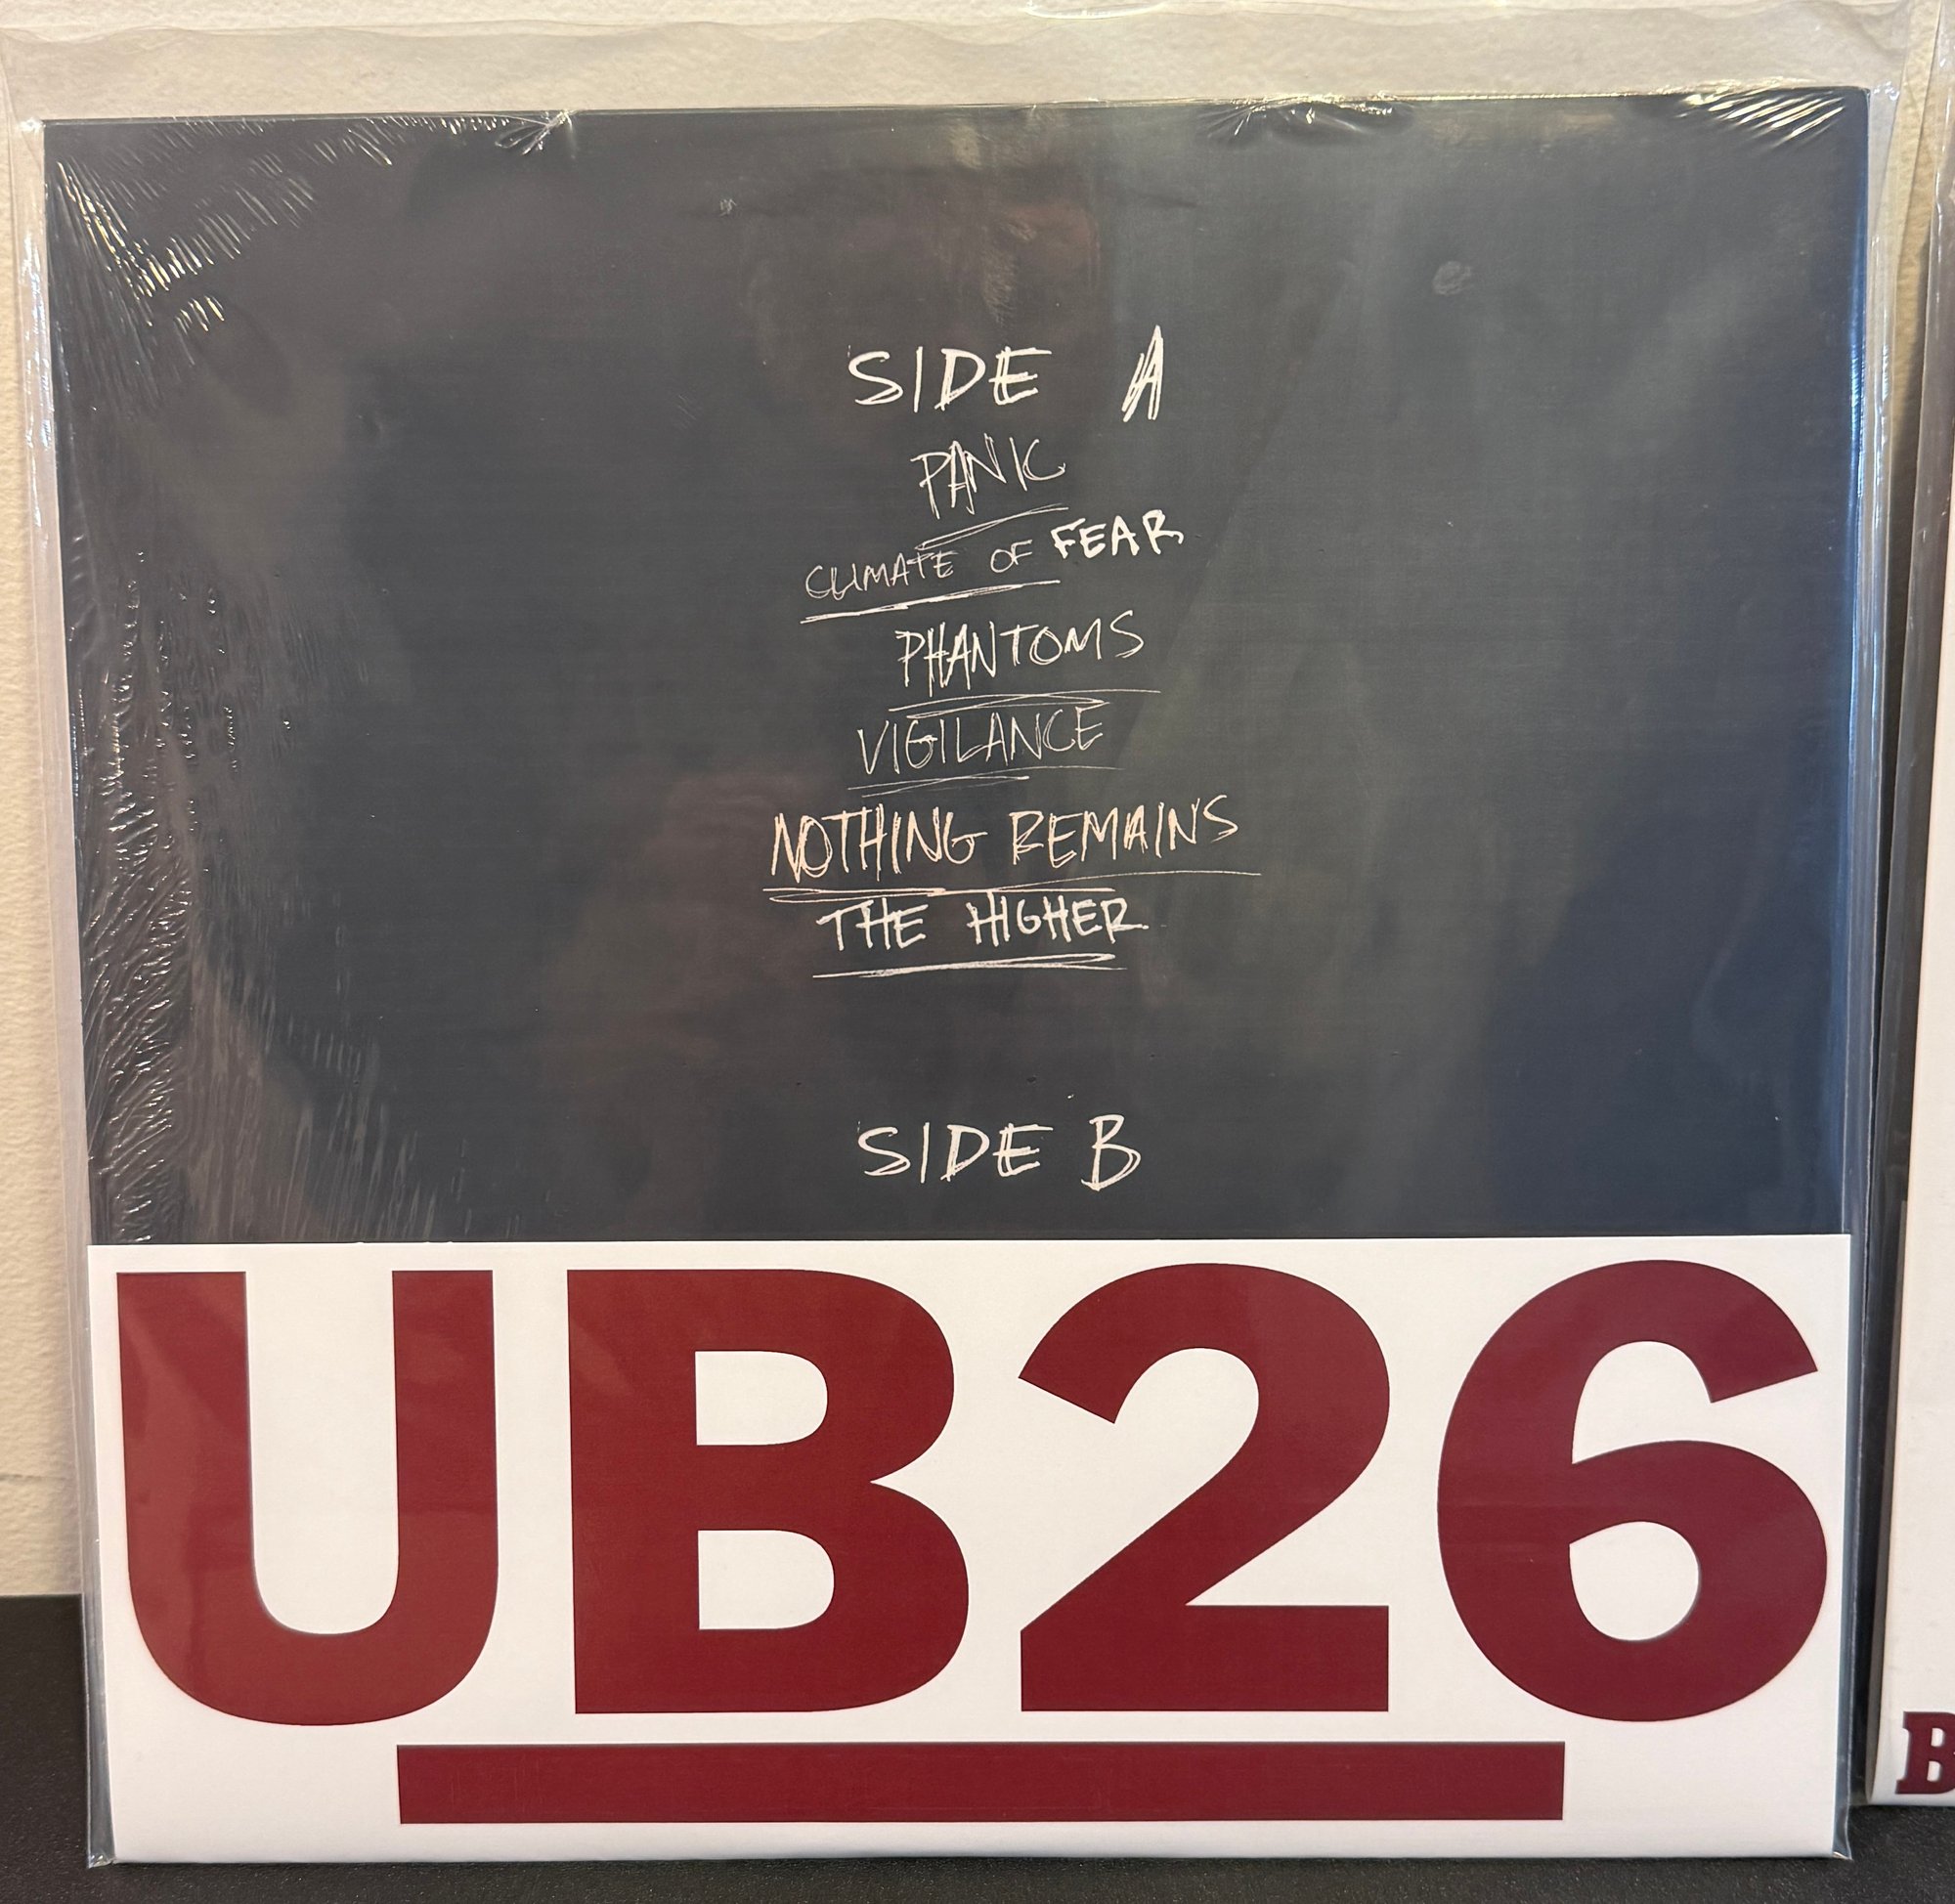 SIDE A
PANIC
CLIMATE OF FEAR
PHANTOMS
VIGILANCE
NOTHING REMAINS
THE HIGHER
SIDE B
UB26
B